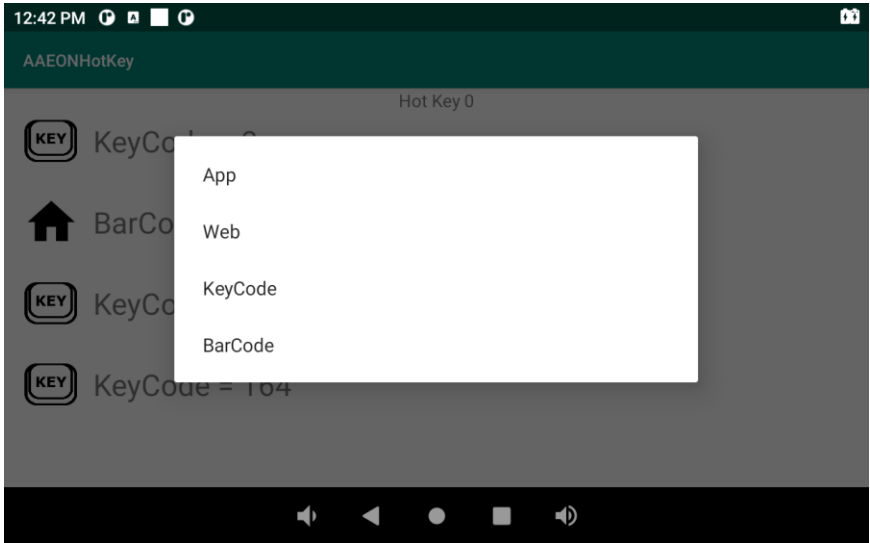 12:42 PM
AAEONHotKey
Hot Key 0
KEY KeyCo
App
BarCo
Web
KEY KeyCo
KeyCode
BarCode
KEY KeyCode = 164